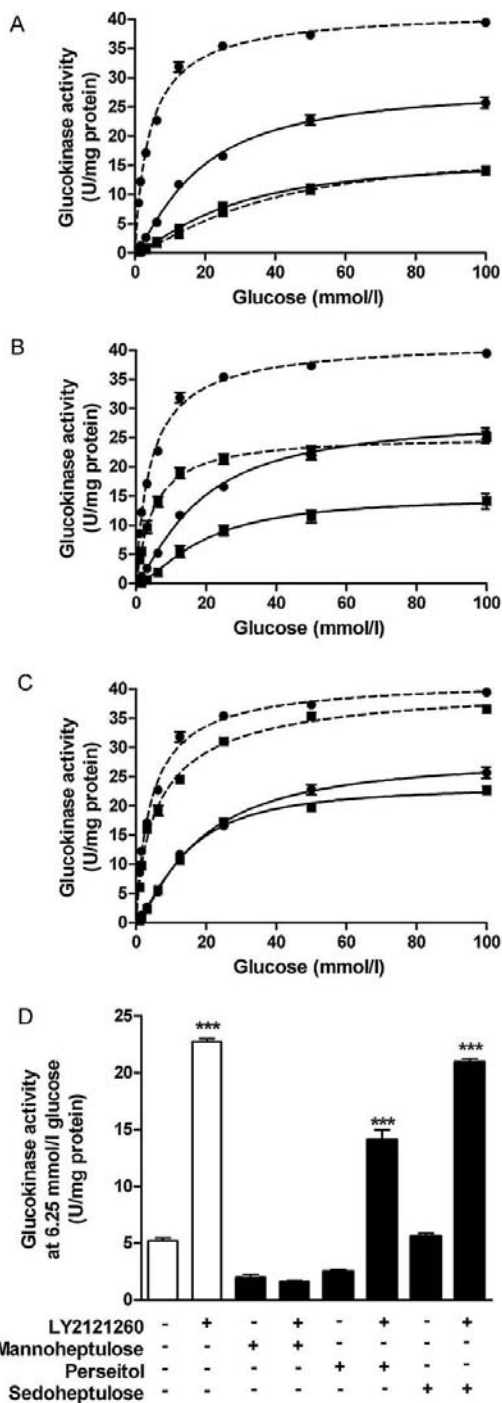 A
Glucokinase activity
(U/mg protein)
40
35
30
25
20
15
10
5
0
0 20 40 60 80 100
Glucose (mmol/l)
B
Glucokinase activity
(U/mg protein)
40
35
30
25
20
15
10
5
0
0 20 40 60 80 100
Glucose (mmol/l)
C
Glucokinase activity
(U/mg protein)
40
35
30
25
20
15
10
5
0
0 20 40 60 80 100
Glucose (mmol/l)
D
Glucokinase activity
at 6.25 mmol/l glucose
(U/mg protein)
25
20
15
10
5
0
***
***
***
LY2121260 - + - + - + - +
Mannoheptulose - - + + - - - -
Perseitol - - - - + + - -
Sedoheptulose - - - - - - + +